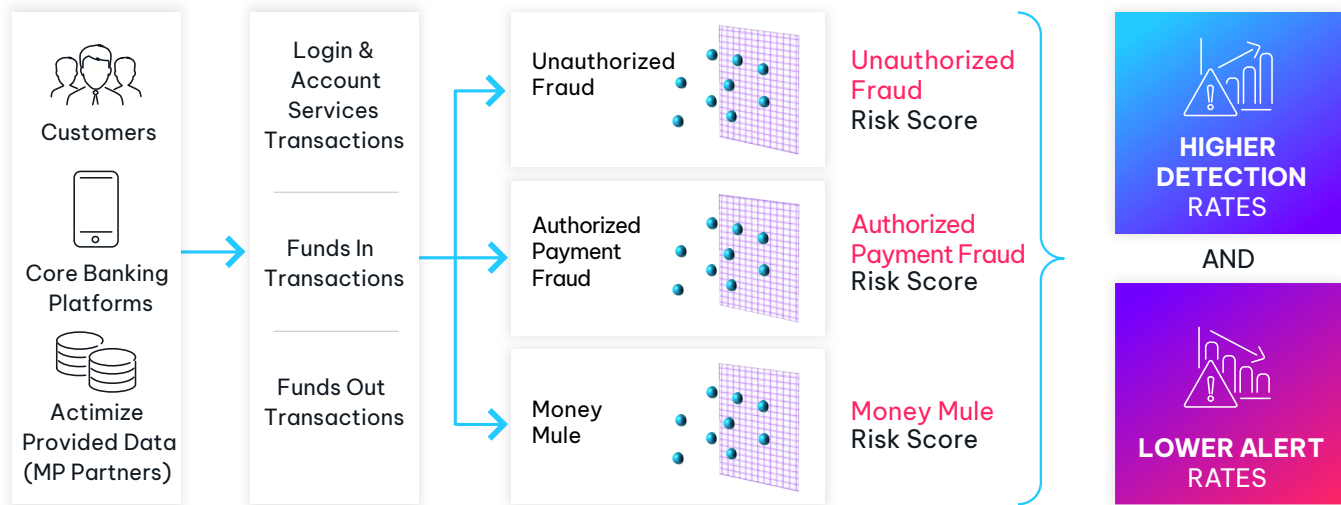 Customers
Core Banking
Platforms
Actimize
Provided Data
(MP Partners)
Login &
Account
Services
Transactions
Funds In
Transactions
Funds Out
Transactions
Unauthorized
Fraud
Unauthorized
Fraud
Risk Score
Authorized
Payment
Fraud
Authorized
Payment Fraud
Risk Score
Money
Mule
Money Mule
Risk Score
HIGHER
DETECTION
RATES
AND
LOWER ALERT
RATES